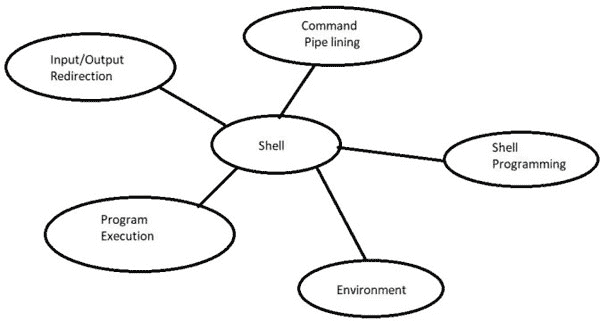 Command
Pipe lining
Input/Output
Redirection
Shell
Shell
Programming
Program
Execution
Environment